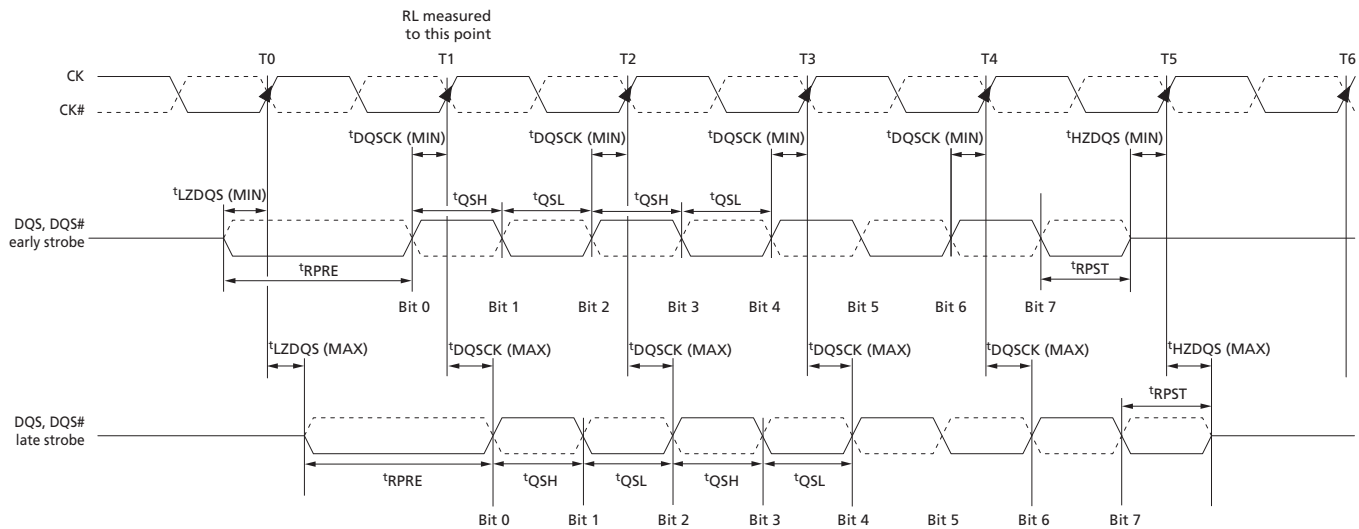 RL measured
to this point
T0 T1 T2 T3 T4 T5 T6
CK
CK#
tDQSCK (MIN) tDQSCK (MIN) tDQSCK (MIN) tDQSCK (MIN) tHZDQS (MIN)
tLZDQS (MIN)
tQSH tQSL tQSH tQSL
DQS, DQS#
early strobe
tRPRE tRPST
Bit 0 Bit 1 Bit 2 Bit 3 Bit 4 Bit 5 Bit 6 Bit 7
tLZDQS (MAX) tDQSCK (MAX) tDQSCK (MAX) tDQSCK (MAX) tDQSCK (MAX) tHZDQS (MAX)
tRPST
DQS, DQS#
late strobe
tRPRE tQSH tQSL tQSH tQSL
Bit 0 Bit 1 Bit 2 Bit 3 Bit 4 Bit 5 Bit 6 Bit 7